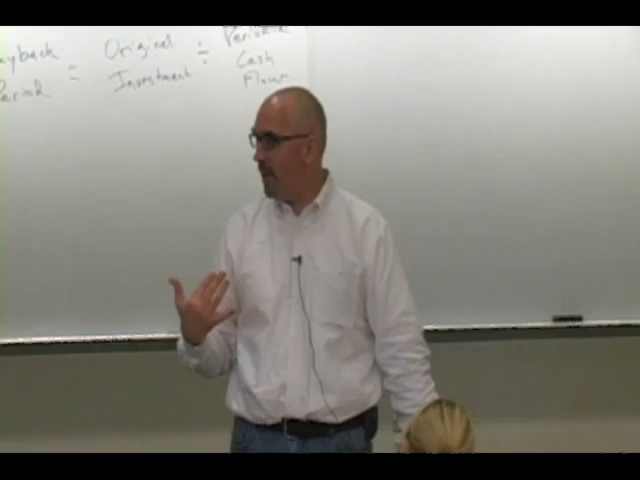 ayback Original ÷ Periodic
Period = Investment Cash
Flow